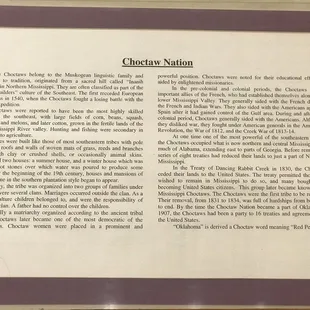 Choctaw Nation
Choctaws belong to the Muskogean linguistic family and
to tradition, originated from a sacred hill called "
in Northern Mississippi. They are often classified as part of the
builders" culture of the Southeast. The first recorded European
was in 1540, when the Choctaw fought a losing battle with the
expedition.
were reported to have been the most highly skilled
the southeast, with large fields of corn, beans, squash,
and melons, and later cotton, grown in the fertile lands of the
Mississippi River valley. Hunting and fishing were secondary in
to agriculture.
were built like those of most southeastern tribes with pole
roofs and walls of woven mats of grass, reeds and branches
with clay or crushed shells, or occasionally animal skins.
two houses: a summer house, and a winter house which was
stones over which water was poured to produce steam.
beginning of the 19th century, houses and mansions of
in the southern plantation style began to appear.
the tribe was organized into two groups of families under
were several clans. Marriages occurred outside the clan. As a
culture children belonged to, and were the responsibility of
clan. A father had no control over the children.
a matriarchy organized according to the ancient tribal
Choctaws later became one of the most democratic of the
Choctaw women were placed in a prominent and
powerful position. Choctaws were noted for their educational
aided by enlightened missionaries.
In the pre-colonial and colonial periods, the Choctaws
important allies of the French, who had established themselves
lower Mississippi Valley. They generally sided with the French
the French and Indian Wars. They also sided with the Americans
Spain after it had gained control of the Gulf area. During and
colonial period, Choctaws generally sided with the Americans.
they disliked war, they fought under American generals in the
Revolution, the War of 1812, and the Creek War of 1813-14.
At one time one of the most powerful of the southeastern
the Choctaws occupied what is now northern and central Mississippi
much of Alabama, extending to parts of Georgia. Before
series of eight treaties had reduced their lands to just a part of
Mississippi.
In the Treaty of Dancing Rabbit Creek in 1830, the
ceded their lands to the United States. The treaty permitted
wished to remain in Mississippi to do so, and many
becoming United States citizens. This group later became known
Mississippi Choctaws. The Choctaws were the first tribe to be
Their removal, from 1831 to 1834, was full of hardships from
to end. By the time the Choctaw Nation became a part of
1907, the Choctaws had been a party to 16 treaties and agreements
the United States.
"Oklahoma" is derived a Choctaw word meaning "Red